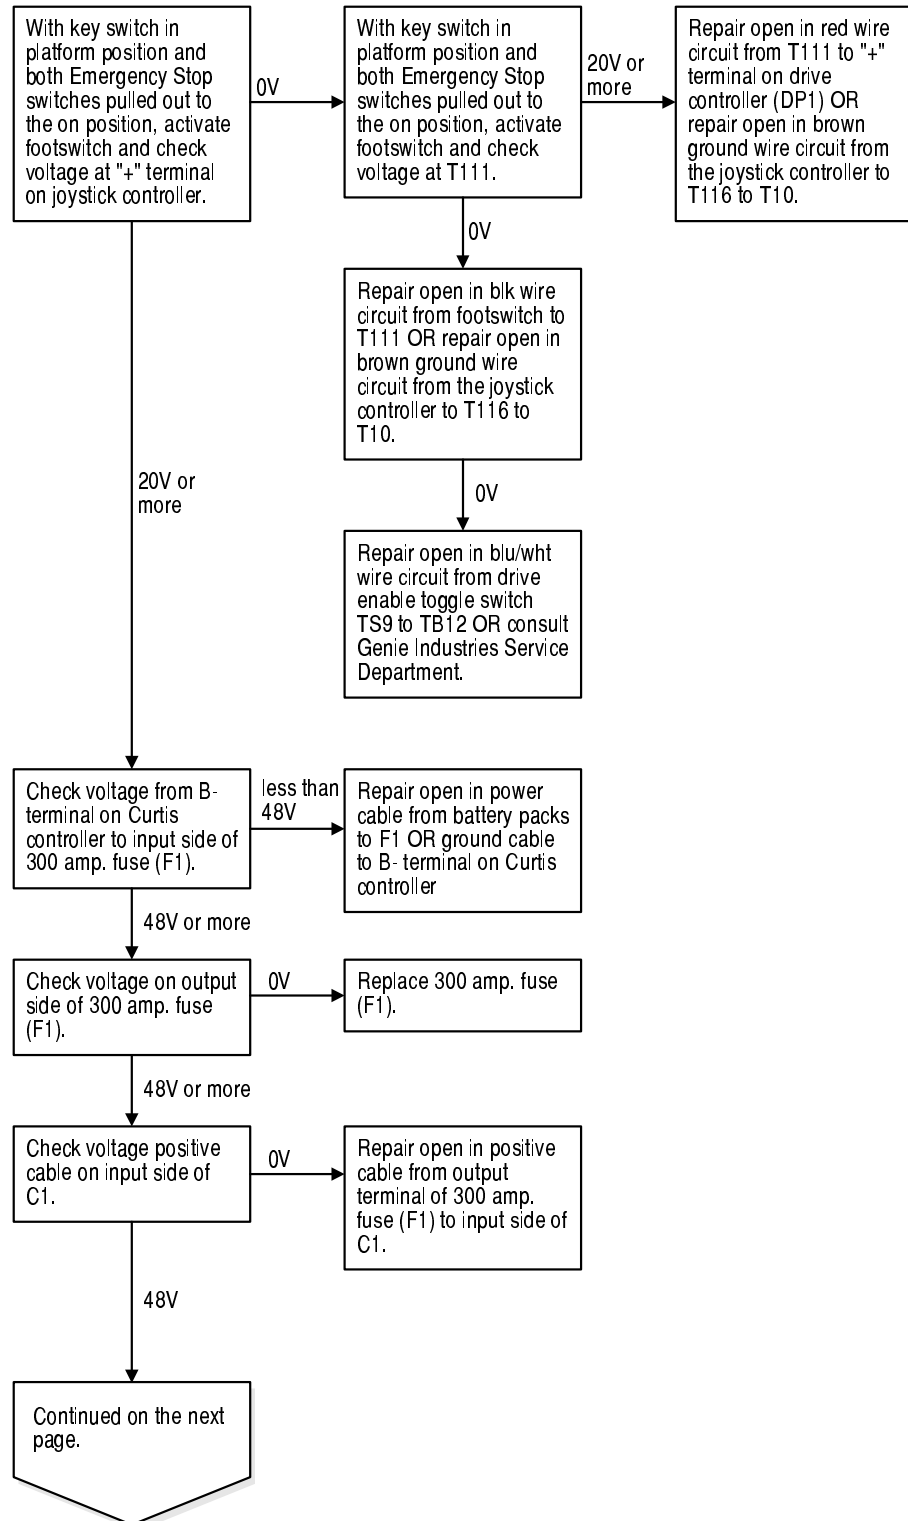 With key switch in
platform position and
both Emergency Stop
switches pulled out to
the on position, activate
footswitch and check
voltage at "+" terminal
on joystick controller.
0V
With key switch in
platform position and
both Emergency Stop
switches pulled out to
the on position, activate
footswitch and check
voltage at T111.
20V or
more
Repair open in red wire
circuit from T111 to "+"
terminal on drive
controller (DP1) OR
repair open in brown
ground wire circuit from
the joystick controller to
T116 to T10.
0V
Repair open in blk wire
circuit from footswitch to
T111 OR repair open in
brown ground wire
circuit from the joystick
controller to T116 to
T10.
20V or
more
0V
Repair open in blu/wht
wire circuit from drive
enable toggle switch
TS9 to TB12 OR consult
Genie Industries Service
Department.
Check voltage from B-
terminal on Curtis
controller to input side of
300 amp. fuse (F1).
less than
48V
Repair open in power
cable from battery packs
to F1 OR ground cable
to B- terminal on Curtis
controller
48V or more
Check voltage on output
side of 300 amp. fuse
(F1).
0V
Replace 300 amp. fuse
(F1).
48V or more
Check voltage positive
cable on input side of
C1.
0V
Repair open in positive
cable from output
terminal of 300 amp.
fuse (F1) to input side of
C1.
48V
Continued on the next
page.